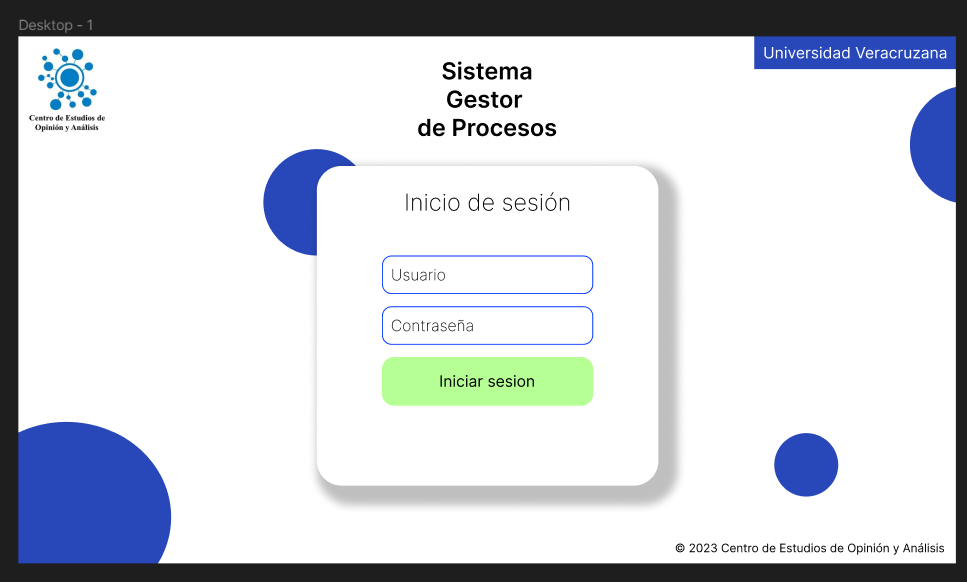 Desktop - 1
Centro de Estudios de
Opinión y Análisis
Sistema
Gestor
de Procesos
Universidad Veracruzana
Inicio de sesión
Usuario
Contraseña
Iniciar sesion
© 2023 Centro de Estudios de Opinión y Análisis